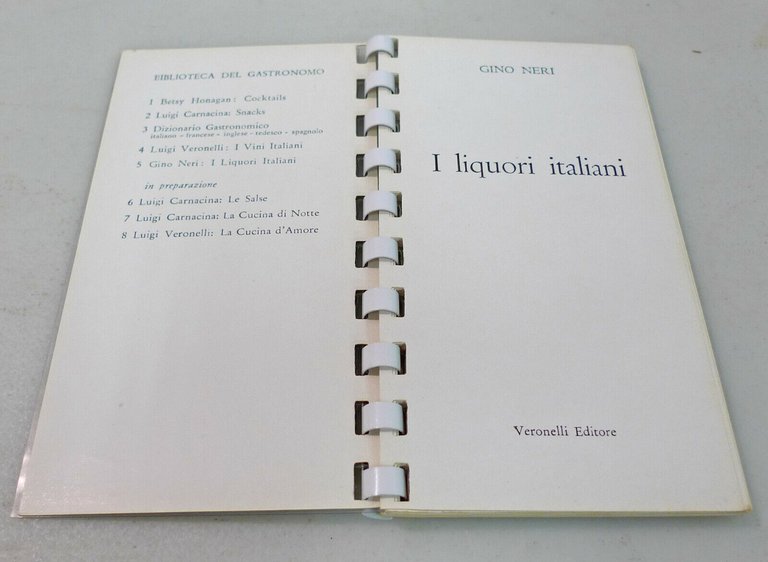 BIBLIOTECA DEL GASTRONOMO
1 Betsy Honagan: Cocktails
2 Luigi Carnacina: Snacks
3 Dizionario Gastronomico
italiano - francese - inglese - tedesco - spagnolo
4 Luigi Veronelli: I Vini Italiani
5 Gino Neri: I Liquori Italiani
in preparazione
6 Luigi Carnacina: Le Salse
7 Luigi Carnacina: La Cucina di Notte
8 Luigi Veronelli: La Cucina d'Amore
GINO NERI
I liquori italiani
Veronelli Editore